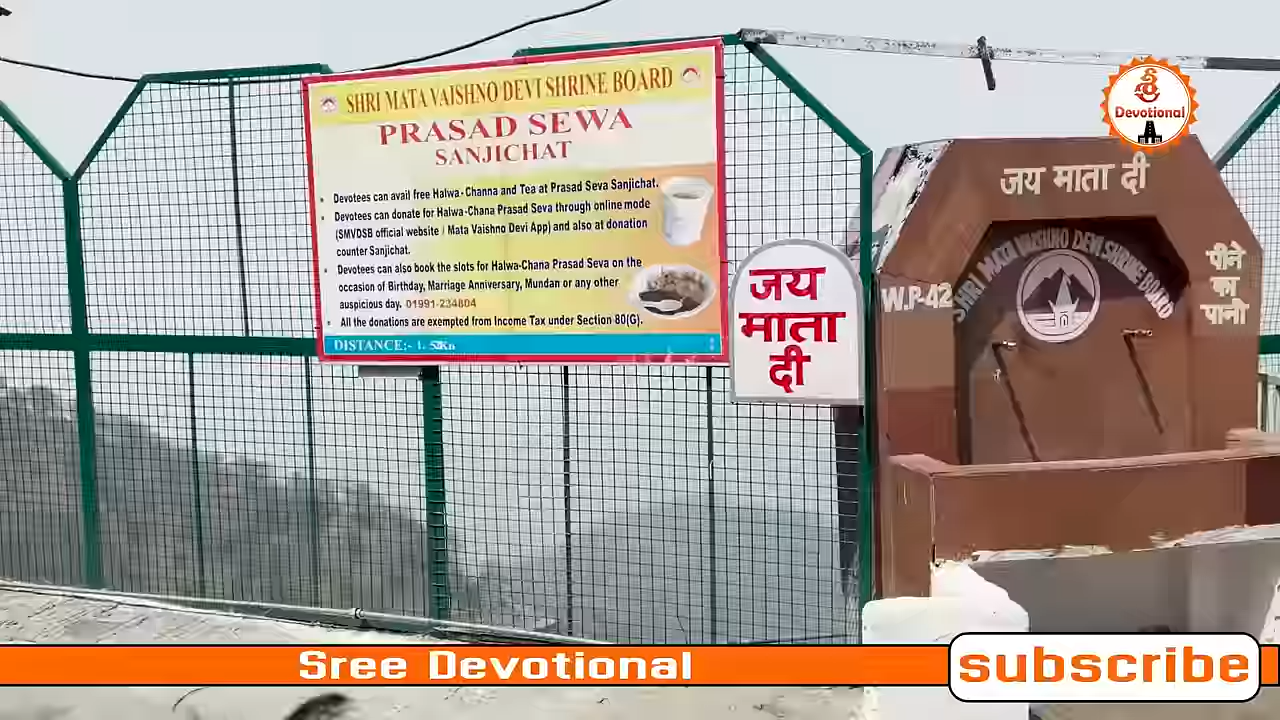 SHRI MATA VAISHNO DEVI SHRINE BOARD
PRASAD SEWA
SANJICHAT
Devotees can avail free Halwa-Channa and Tea at Prasad Seva Sanjichat.
Devotees can donate for Halwa-Chana Prasad Seva through online mode
(SMVDSB official website / Mata Vaishno Devi App) and also at donation
counter Sanjichat.
Devotees can also book the slots for Halwa-Chana Prasad Seva on the
occasion of Birthday, Marriage Anniversary, Mundan or any other
auspicious day. 01991-234804
All the donations are exempted from Income Tax under Section 80(G).
DISTANCE:-
जय
माता
दी
श्री
Devotional
जय माता दी
SHRI MATA VAISHNO DEVI SHRINE BOARD
W.P-42
पीने
का
पानी
Sree Devotional
subscribe